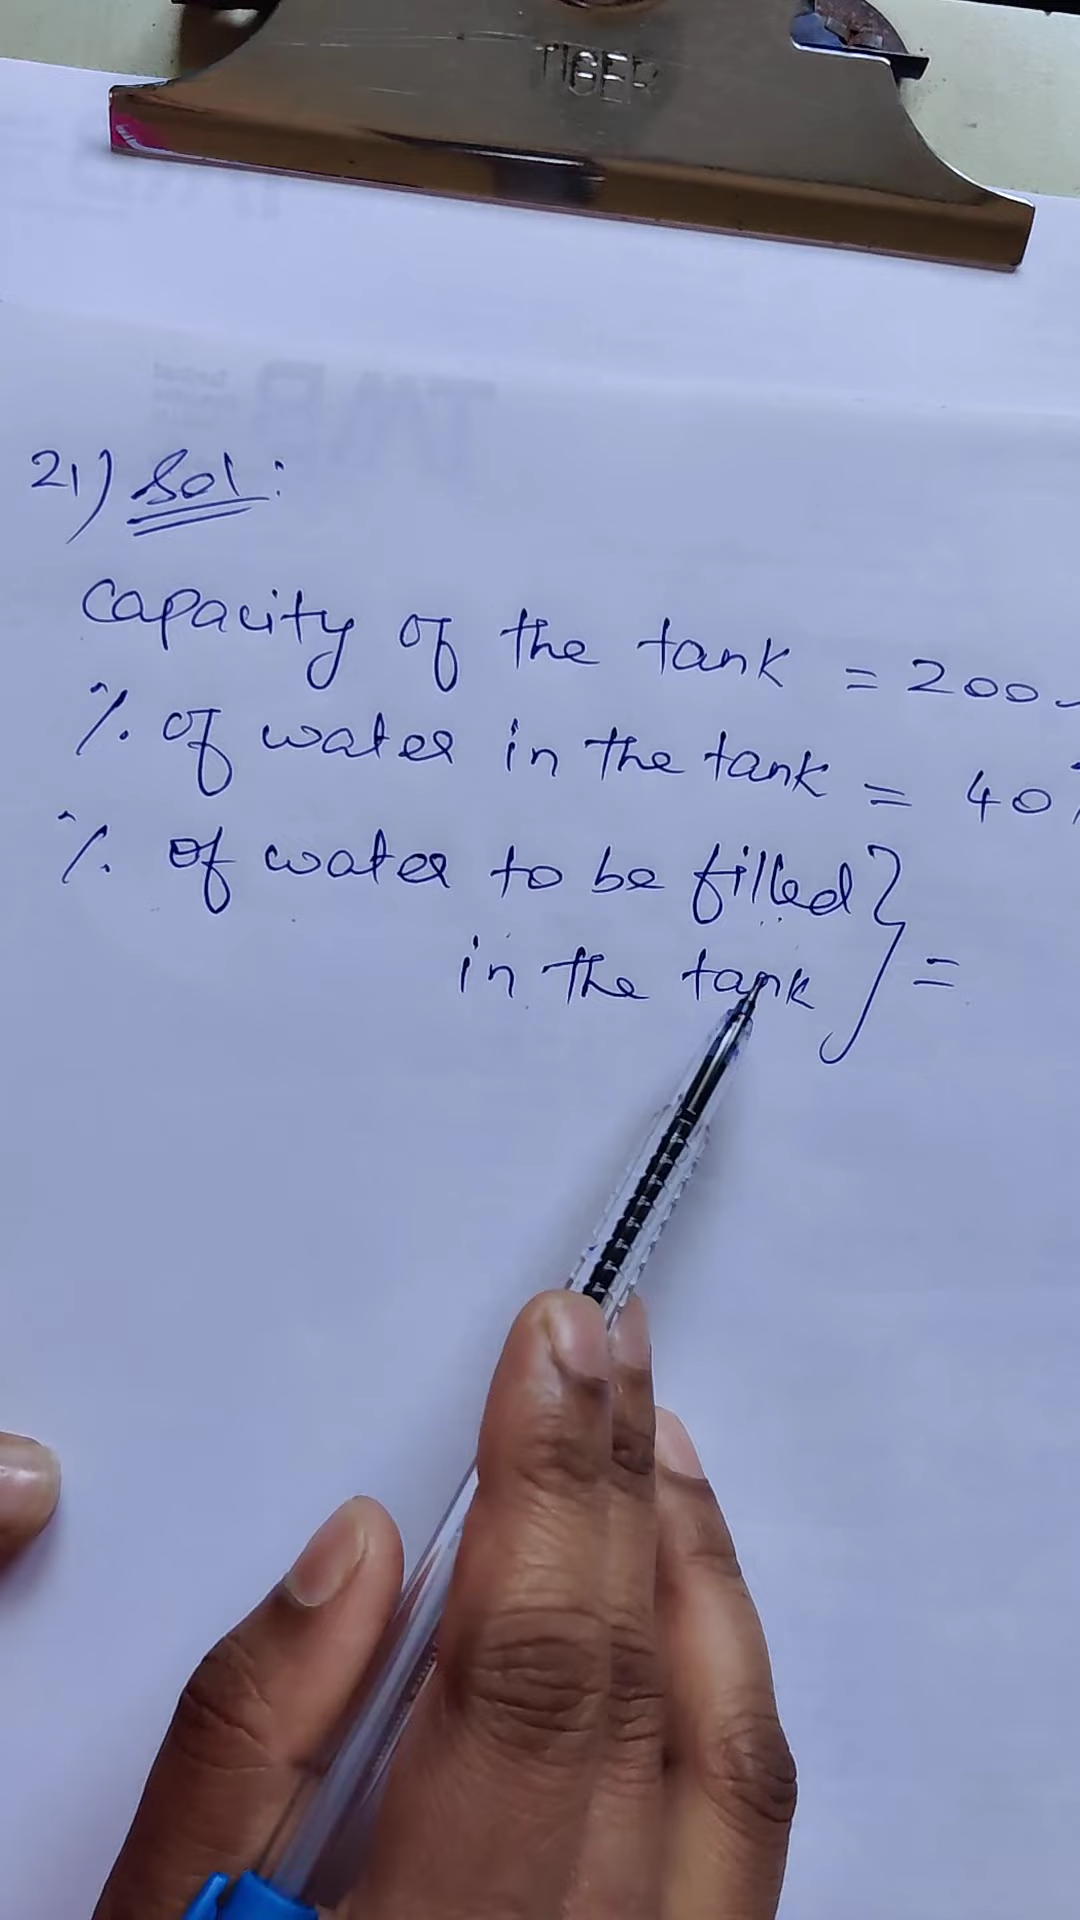 TIGER
21) Sol:
Capacity of the tank = 200
% of water in the tank = 40
% of water to be filled
in the tank } =